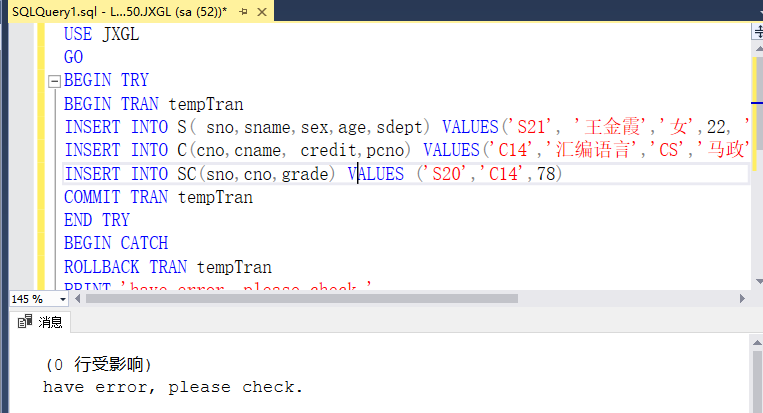 SQLQuery1.sql - L...50.JXGL (sa (52))*
USE JXGL
GO
BEGIN TRY
BEGIN TRAN tempTran
INSERT INTO S( sno,sname,sex,age,sdept) VALUES('S21', '王金霞','女',22, '
INSERT INTO C(cno,cname, credit,pcno) VALUES('C14','汇编语言','CS','马政'
INSERT INTO SC(sno,cno,grade) VALUES ('S20','C14',78)
COMMIT TRAN tempTran
END TRY
BEGIN CATCH
ROLLBACK TRAN tempTran
PRINT 'have error, please check.'
145 %
消息
(0 行受影响)
have error, please check.